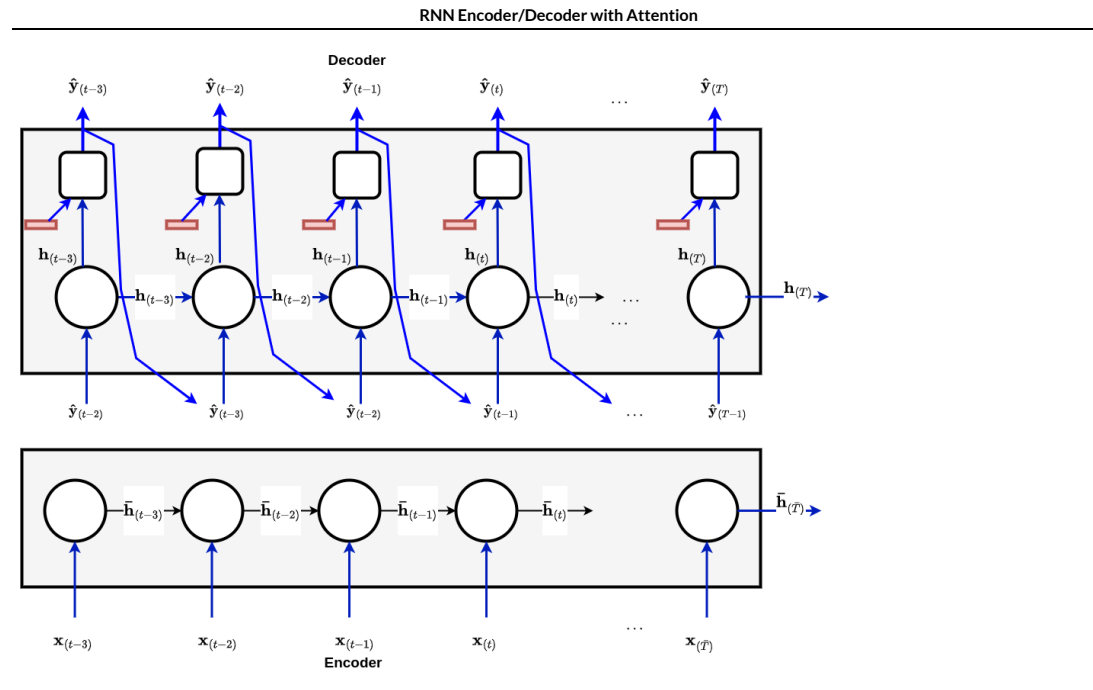 RNN Encoder/Decoder with Attention
Decoder
ŷ(t−3) ŷ(t−2) ŷ(t−1) ŷ(t) ... ŷ(T)
h(t−3) h(t−2) h(t−1) h(t) h(T)
h(t−3) h(t−2) h(t−1) h(t) ... h(T)
...
ŷ(t−2) ŷ(t−3) ŷ(t−2) ŷ(t−1) ... ŷ(T−1)
h̄(t−3) h̄(t−2) h̄(t−1) h̄(t) h̄(T̄)
...
x(t−3) x(t−2) x(t−1) x(t) x(T̄)
Encoder